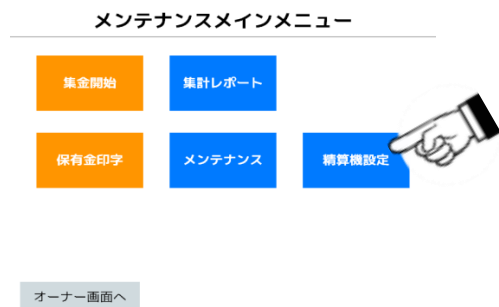 メンテナンスメインメニュー
集金開始
集計レポート
保有金印字
メンテナンス
精算機設定
オーナー画面へ